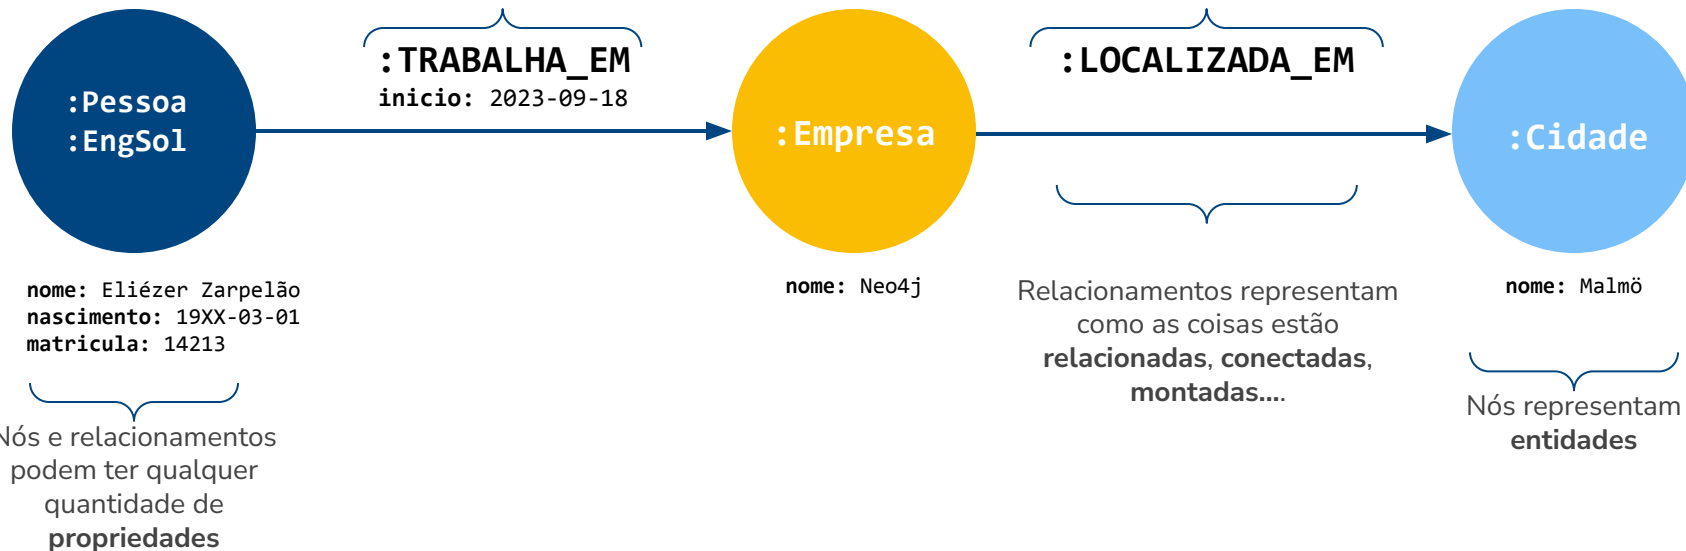 :Pessoa
:EngSol
nome: Eliézer Zarpelão
nascimento: 19XX-03-01
matricula: 14213
Nós e relacionamentos
podem ter qualquer
quantidade de
propriedades
:TRABALHA_EM
inicio: 2023-09-18
:Empresa
nome: Neo4j
:LOCALIZADA_EM
Relacionamentos representam
como as coisas estão
relacionadas, conectadas,
montadas....
:Cidade
nome: Malmö
Nós representam
entidades